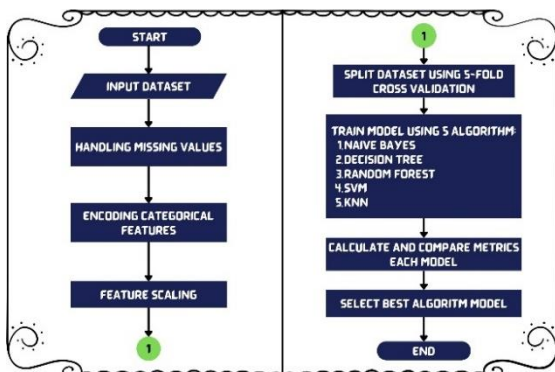 START
INPUT DATASET
HANDLING MISSING VALUES
ENCODING CATEGORICAL
FEATURES
FEATURE SCALING
1
1
SPLIT DATASET USING 5-FOLD
CROSS VALIDATION
TRAIN MODEL USING 5 ALGORITHM:
1.NAIVE BAYES
2.DECISION TREE
3.RANDOM FOREST
4.SVM
5.KNN
CALCULATE AND COMPARE METRICS
EACH MODEL
SELECT BEST ALGORITM MODEL
END